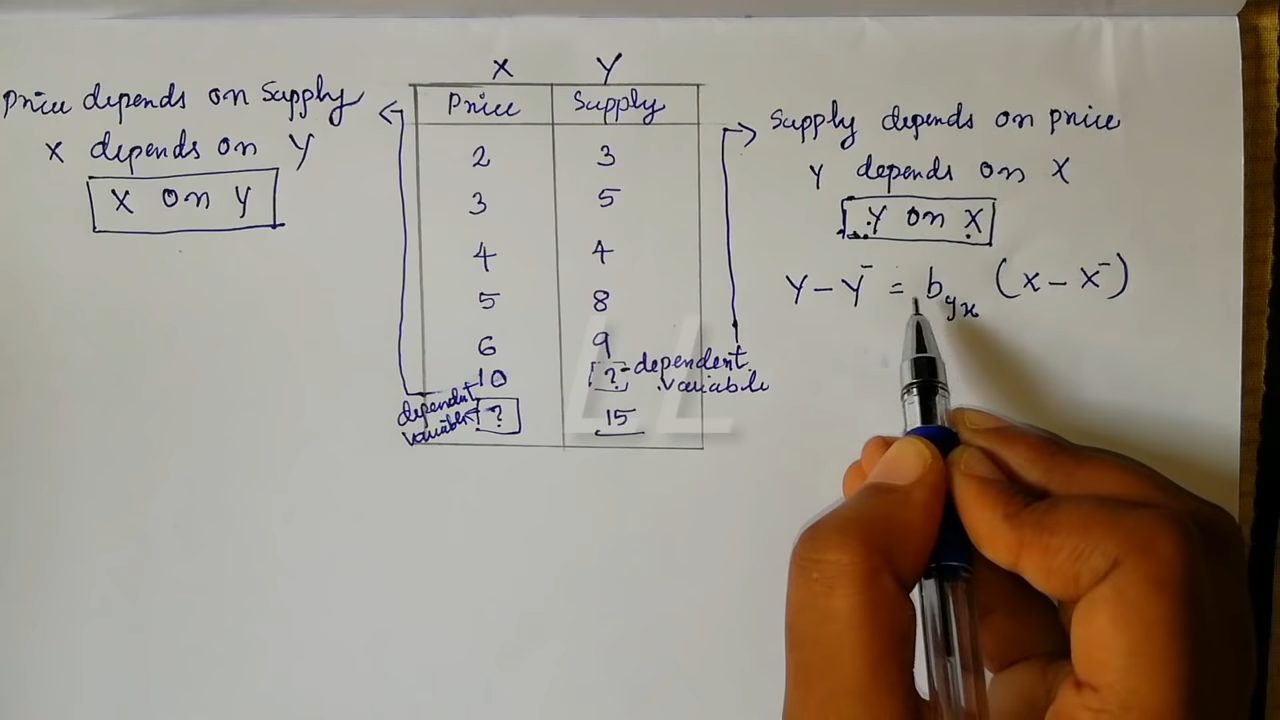 X Y
Price Supply
2 3
3 5
4 4
5 8
6 9
10 ? - dependent variable
dependent variable ? 15
Price depends on Supply
X depends on Y
X on Y
Supply depends on price
Y depends on X
Y on X
Y - Y¯ = byx (X - X¯)
LL